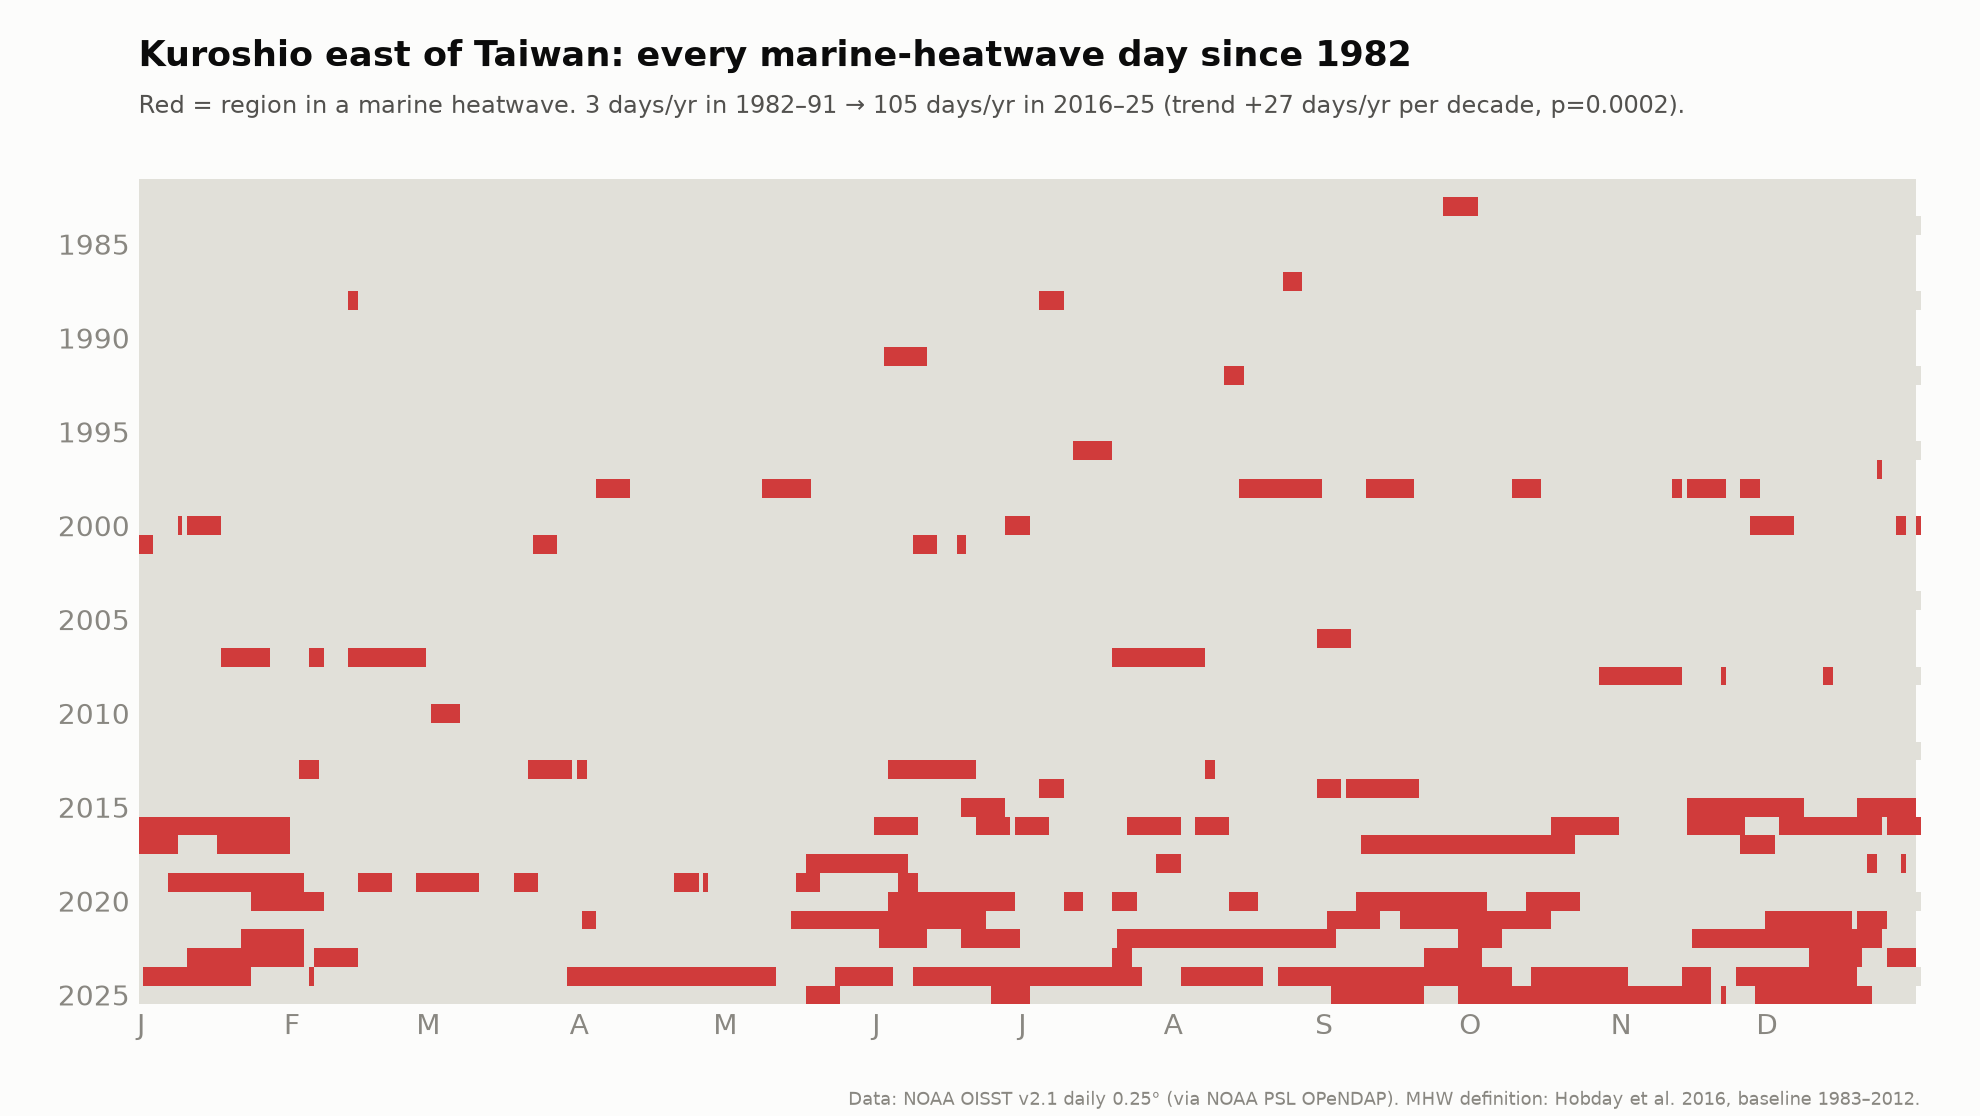 Kuroshio east of Taiwan: every marine-heatwave day since 1982
Red = region in a marine heatwave. 3 days/yr in 1982–91 → 105 days/yr in 2016–25 (trend +27 days/yr per decade, p=0.0002).
1985
1990
1995
2000
2005
2010
2015
2020
2025
J F M A M J J A S O N D
Data: NOAA OISST v2.1 daily 0.25° (via NOAA PSL OPeNDAP). MHW definition: Hobday et al. 2016, baseline 1983–2012.